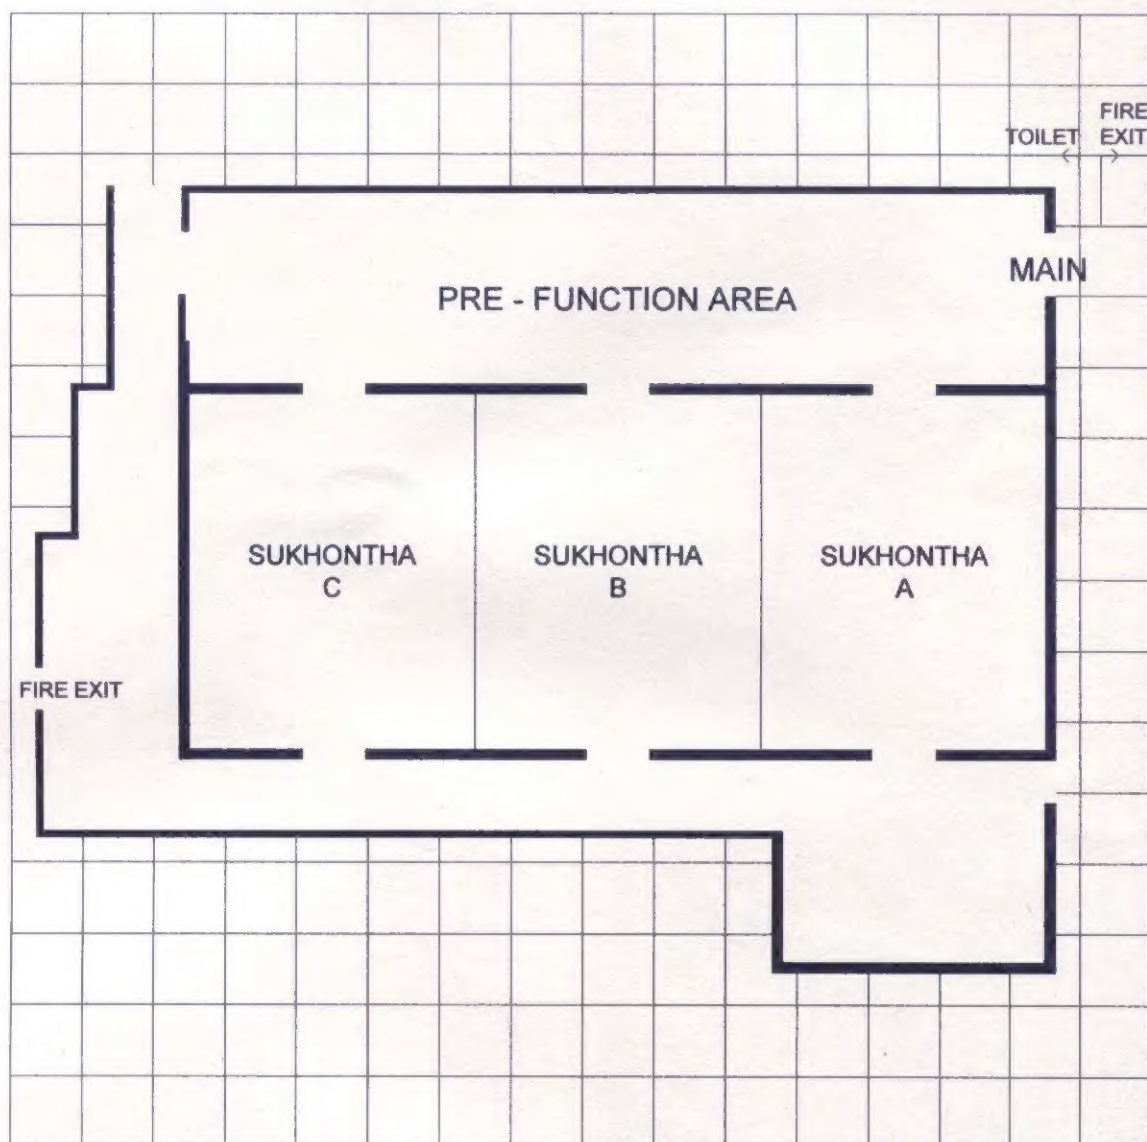 FIRE
TOILET EXIT
MAIN
PRE - FUNCTION AREA
SUKHONTHA
C
SUKHONTHA
B
SUKHONTHA
A
FIRE EXIT